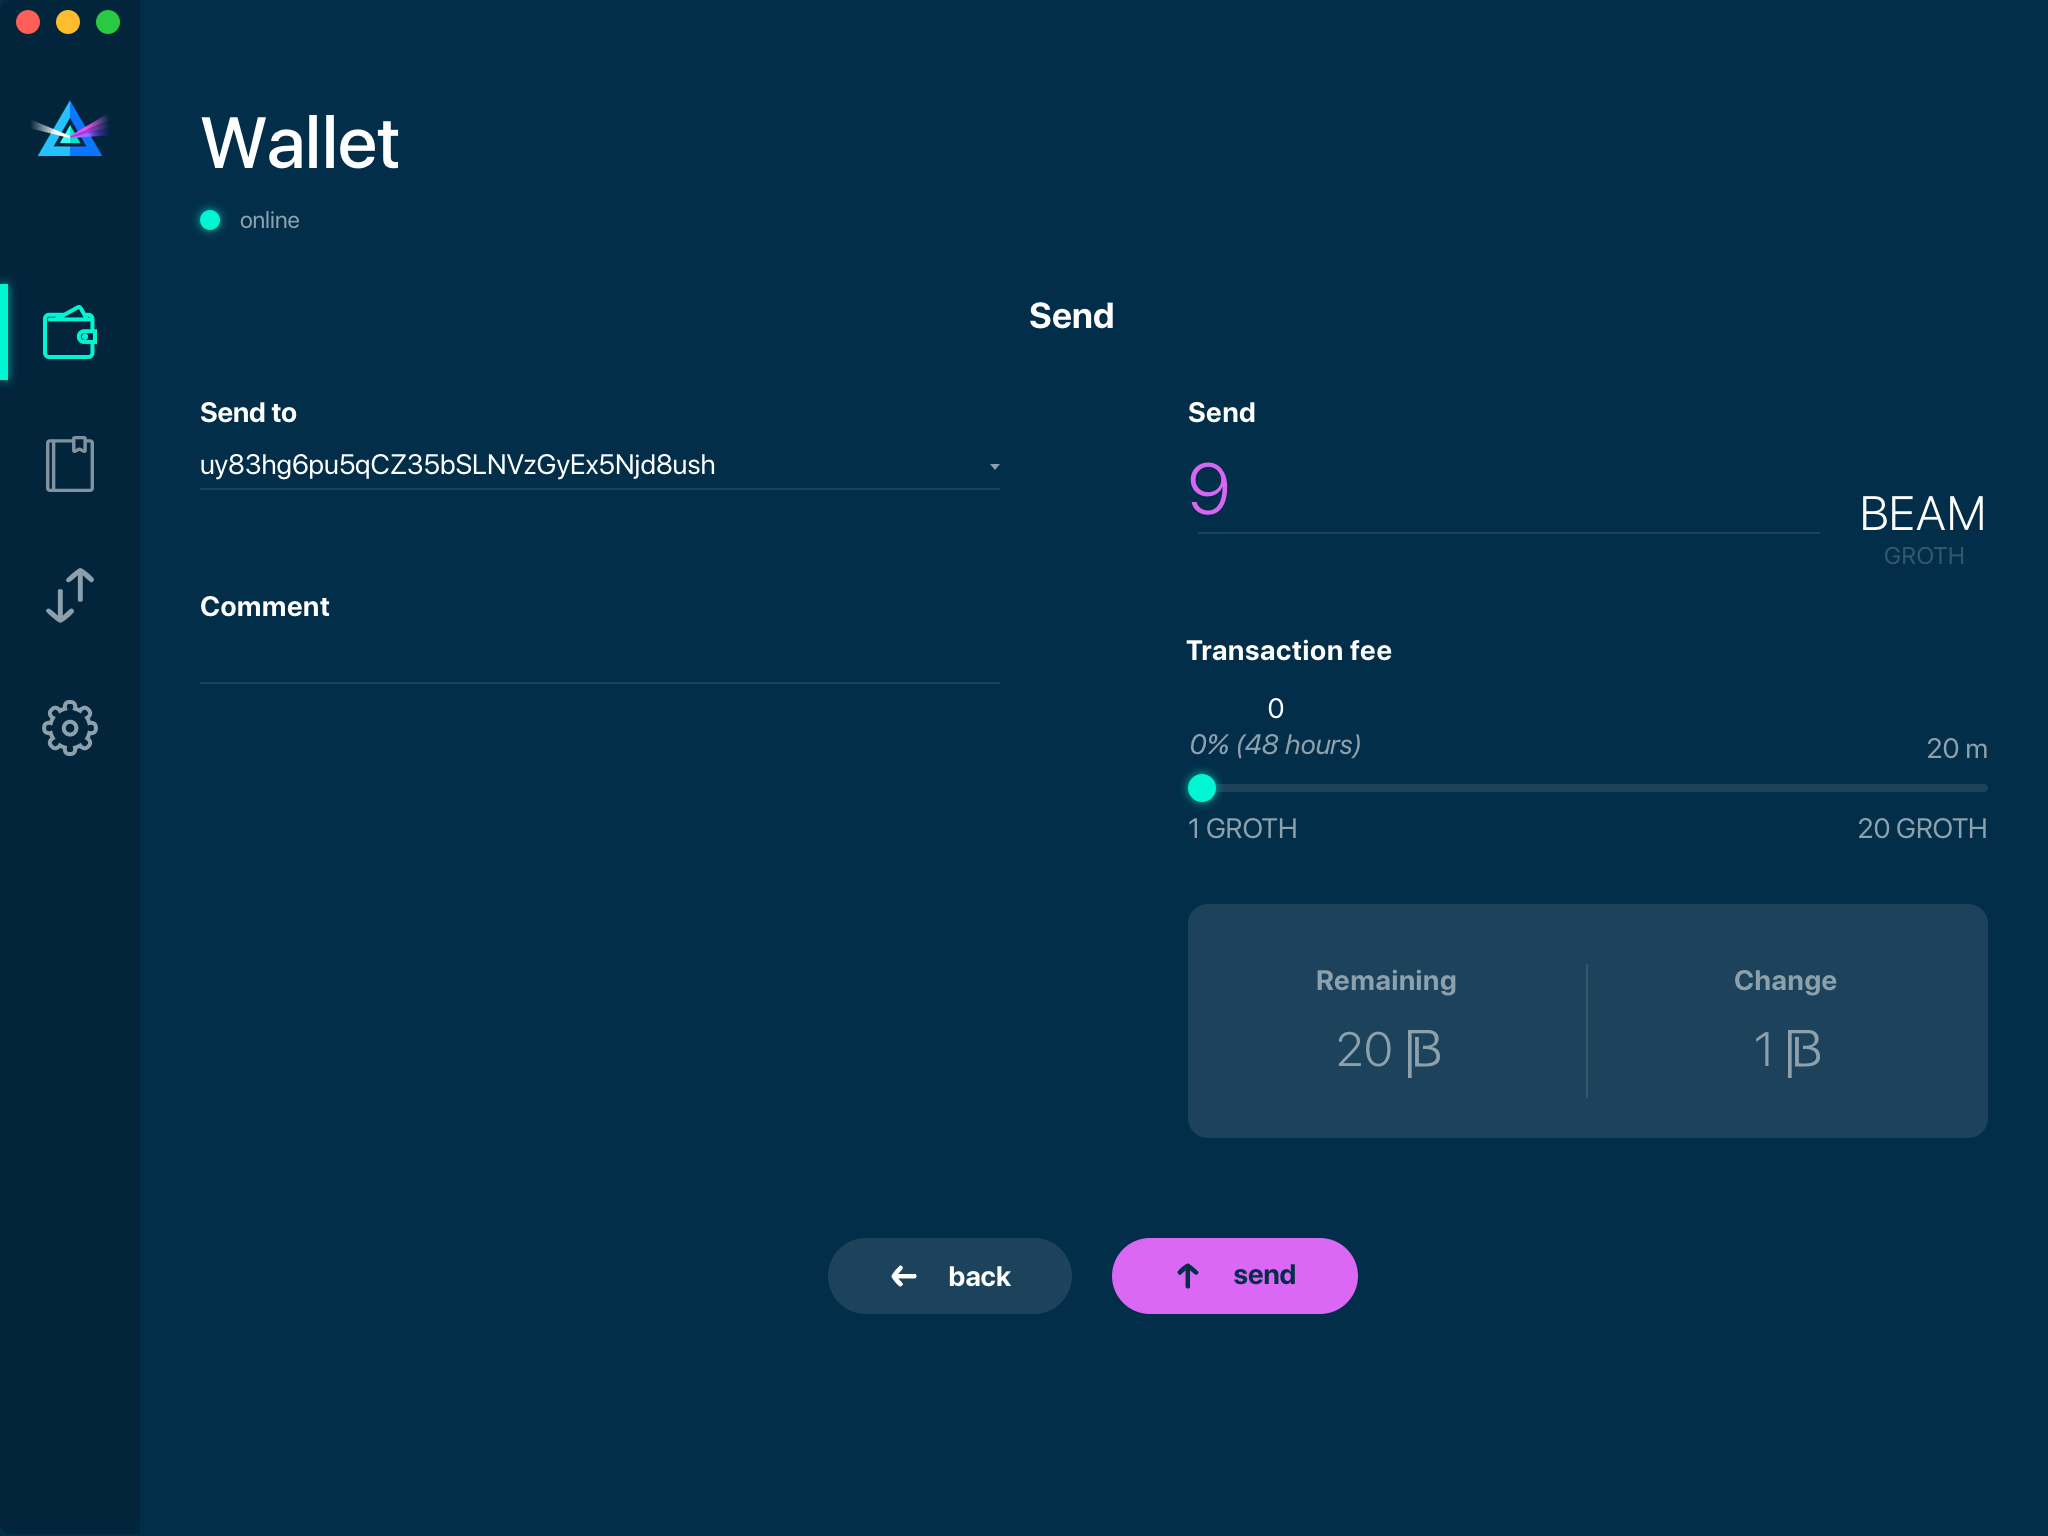 Wallet
online
Send
Send to
uy83hg6pu5qCZ35bSLNVzGyEx5Njd8ush
Comment
Send
9
BEAM
GROTH
Transaction fee
0
0% (48 hours)
20 m
1 GROTH
20 GROTH
Remaining
Change
20
1
back
send